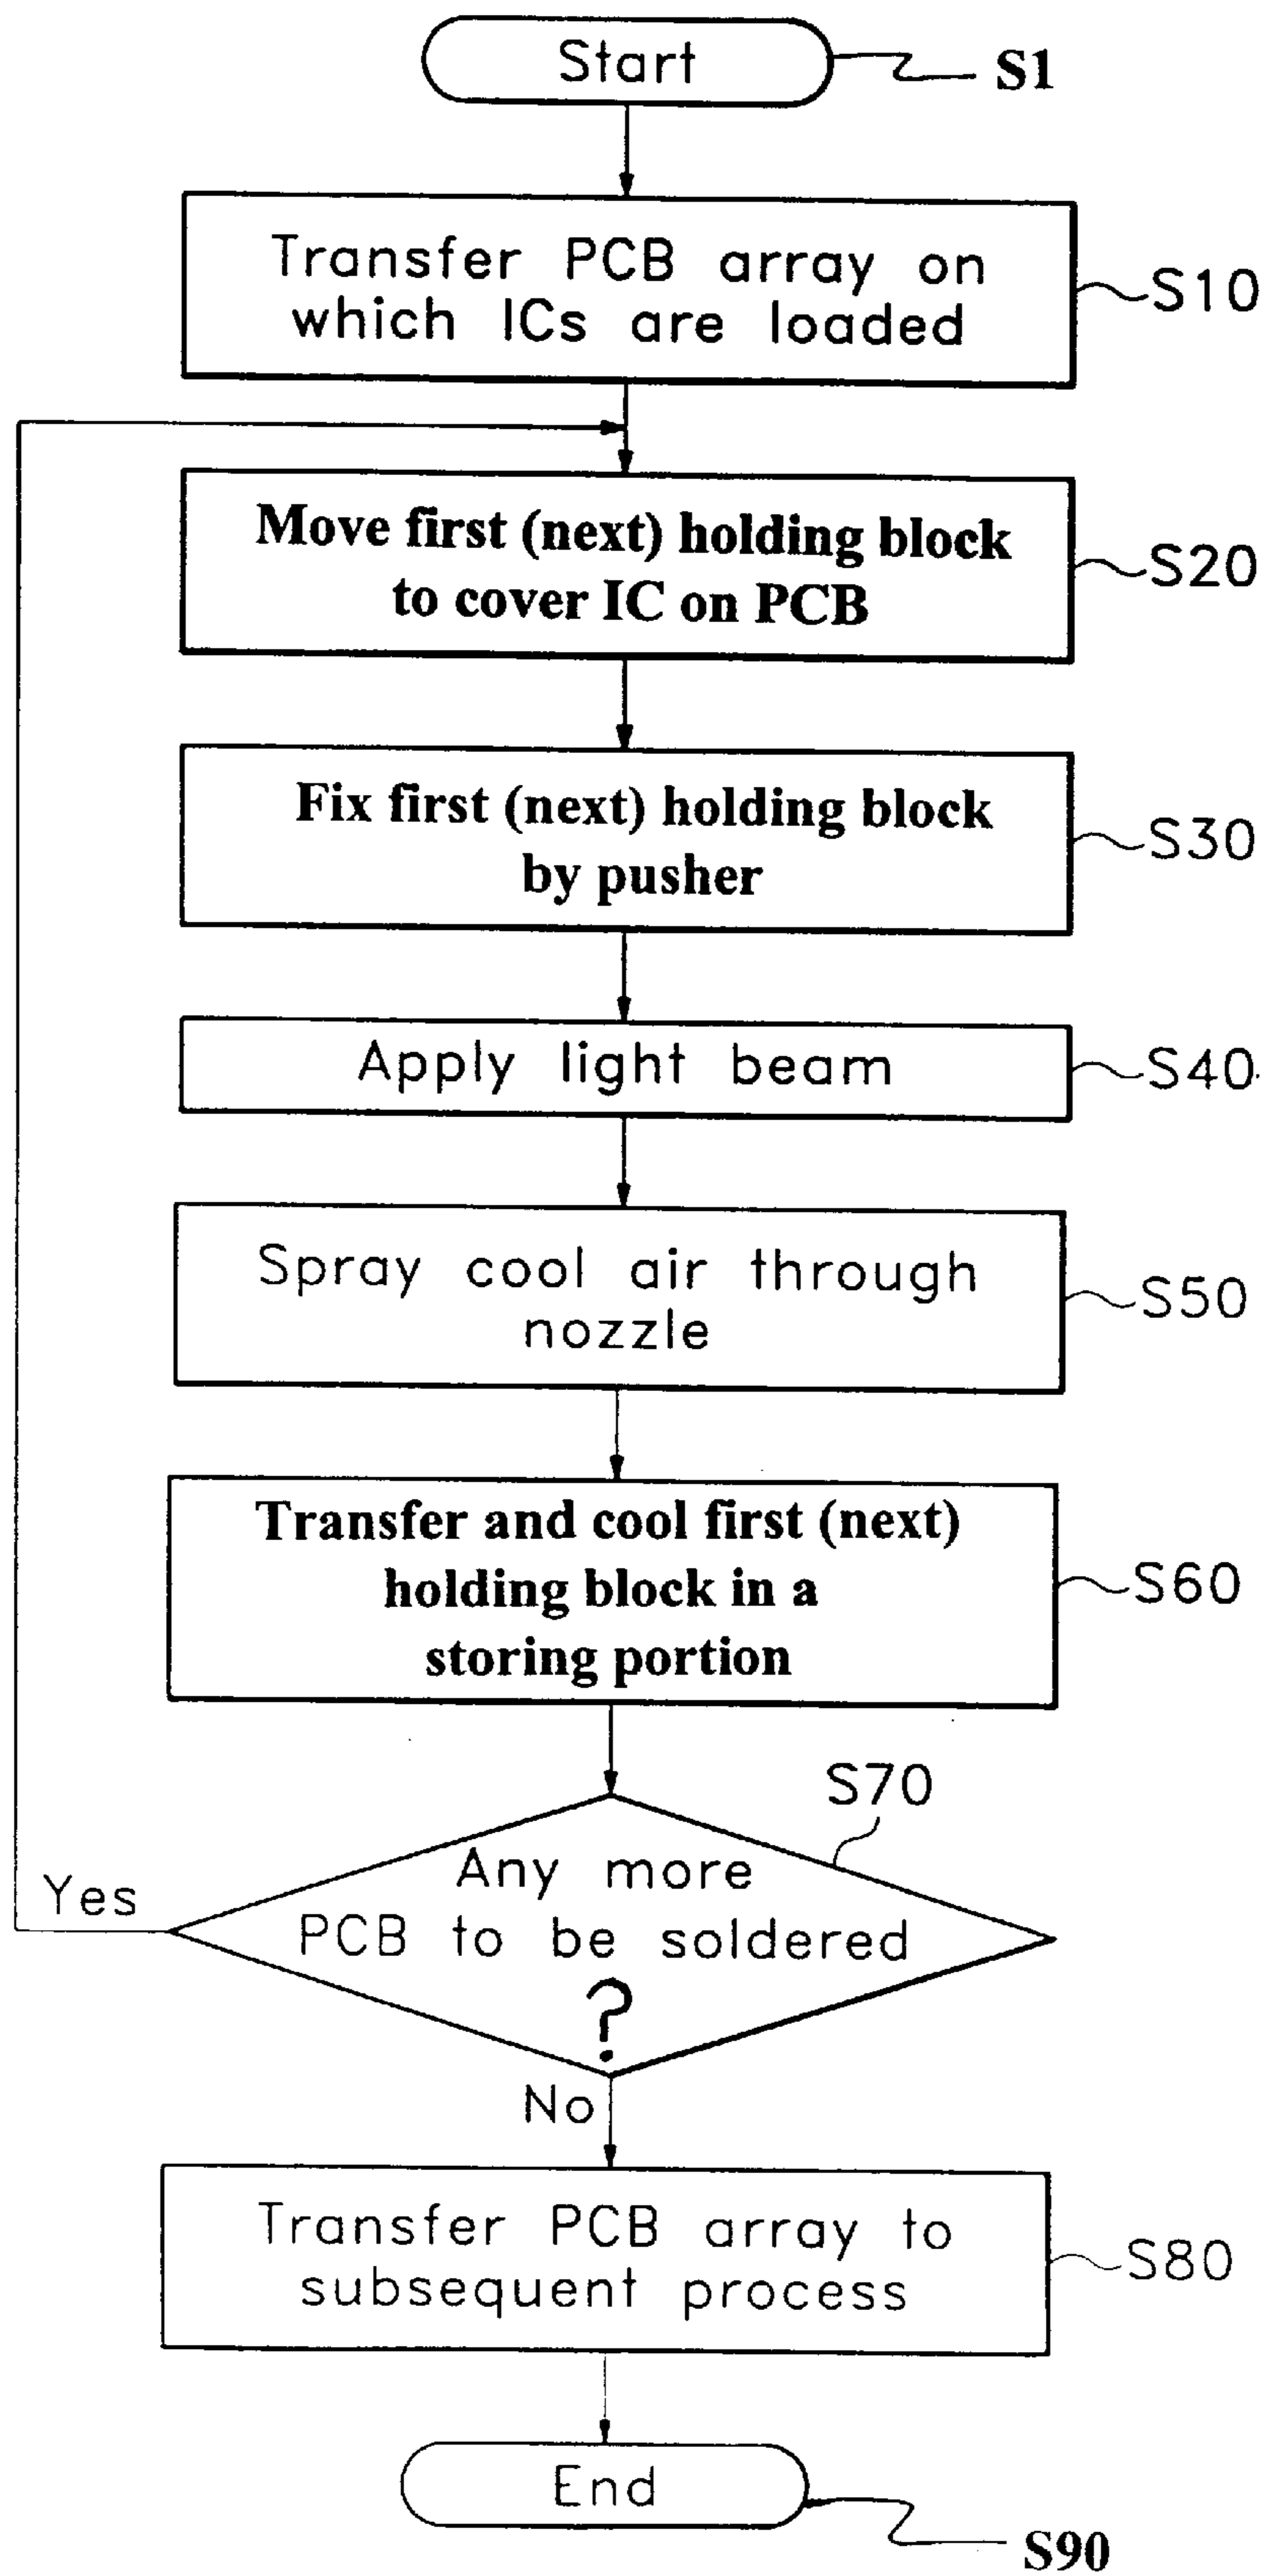 Start
S1
Transfer PCB array on
which ICs are loaded
S10
Move first (next) holding block
to cover IC on PCB
S20
Fix first (next) holding block
by pusher
S30
Apply light beam
S40
Spray cool air through
nozzle
S50
Transfer and cool first (next)
holding block in a
storing portion
S60
S70
Any more
PCB to be soldered
?
Yes
No
Transfer PCB array to
subsequent process
S80
End
S90